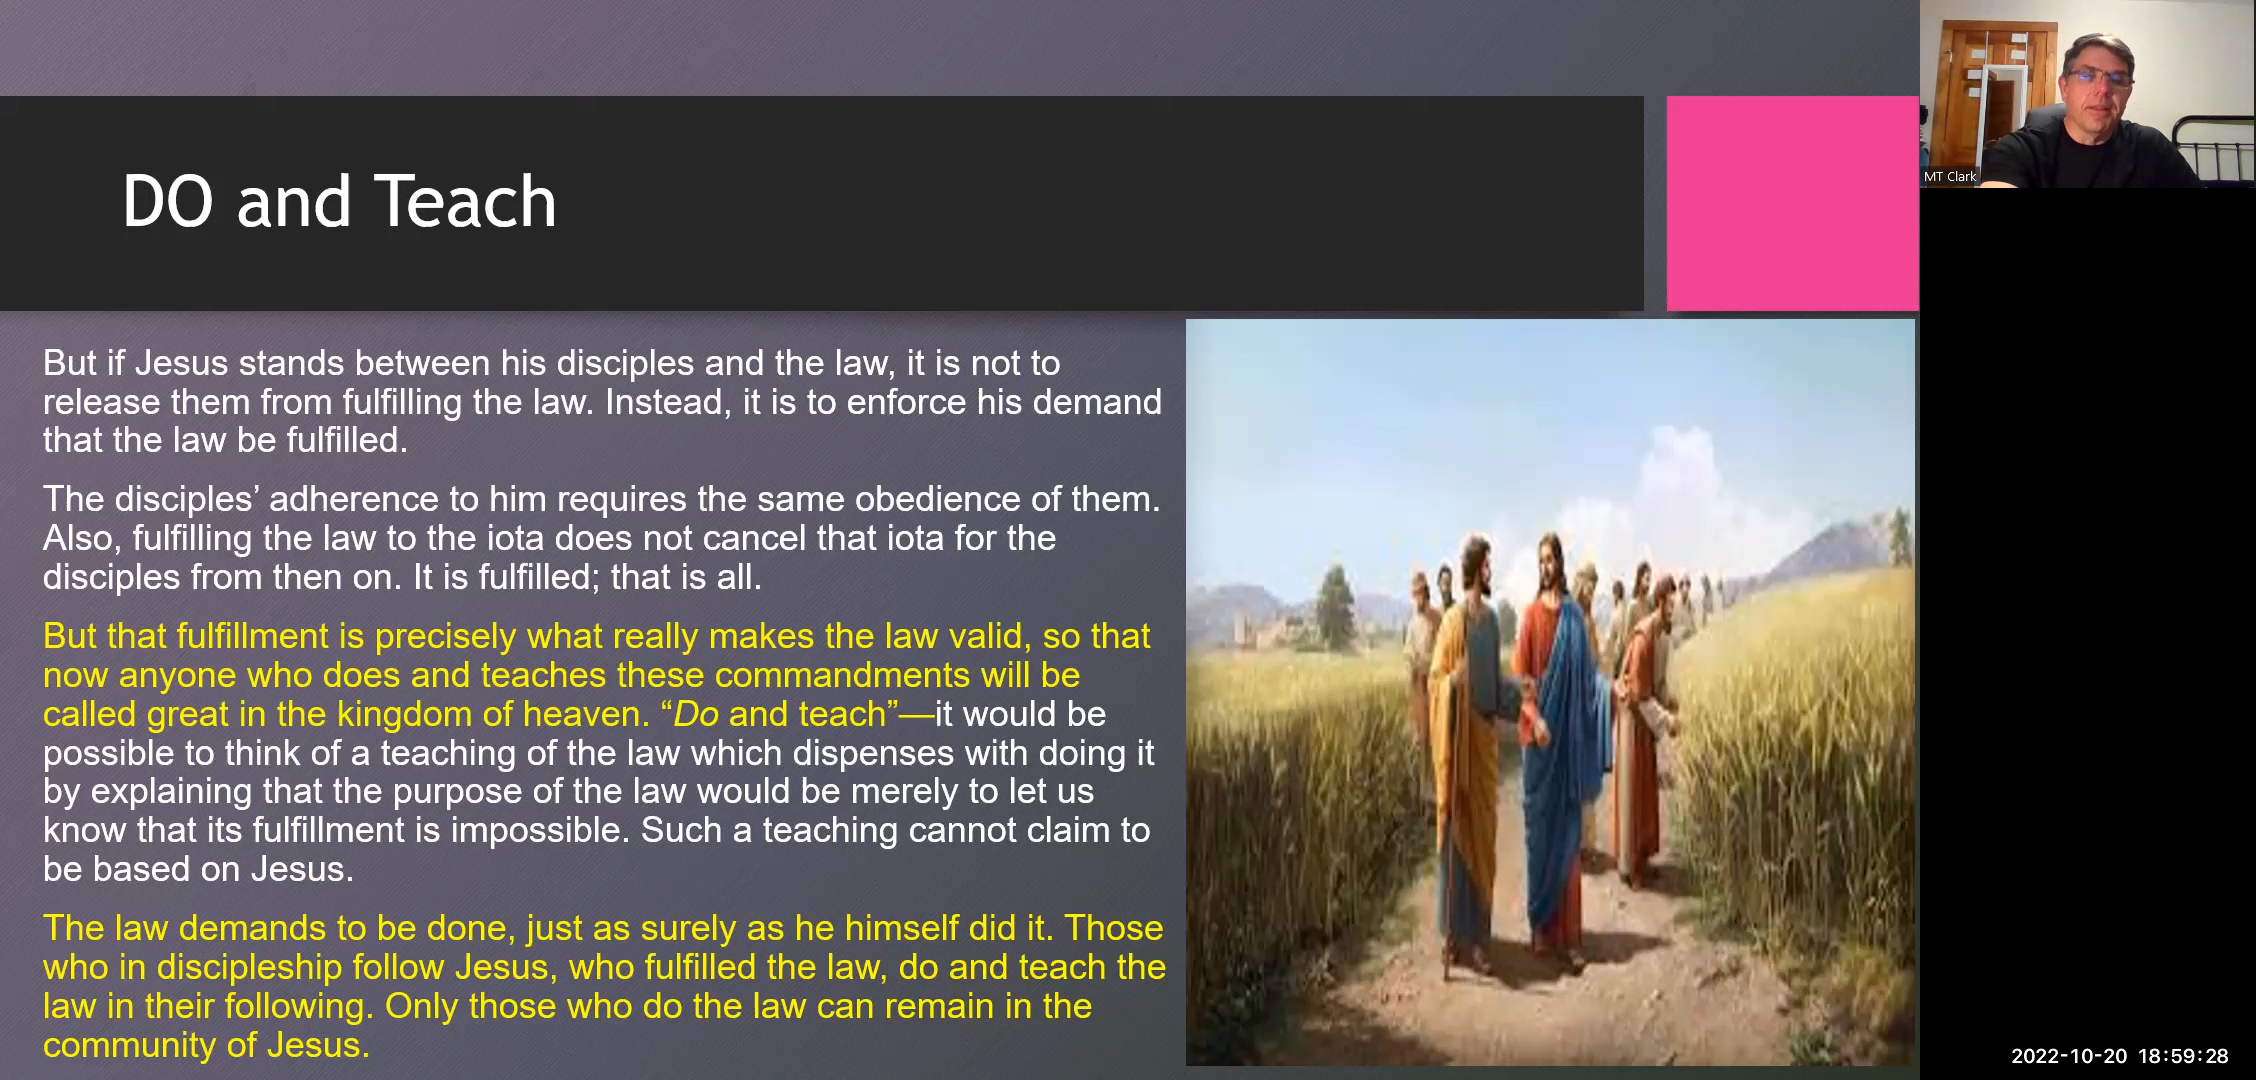 DO and Teach
MT Clark
But if Jesus stands between his disciples and the law, it is not to
release them from fulfilling the law. Instead, it is to enforce his demand
that the law be fulfilled.
The disciples’ adherence to him requires the same obedience of them.
Also, fulfilling the law to the iota does not cancel that iota for the
disciples from then on. It is fulfilled; that is all.
But that fulfillment is precisely what really makes the law valid, so that
now anyone who does and teaches these commandments will be
called great in the kingdom of heaven. “Do and teach”—it would be
possible to think of a teaching of the law which dispenses with doing it
by explaining that the purpose of the law would be merely to let us
know that its fulfillment is impossible. Such a teaching cannot claim to
be based on Jesus.
The law demands to be done, just as surely as he himself did it. Those
who in discipleship follow Jesus, who fulfilled the law, do and teach the
law in their following. Only those who do the law can remain in the
community of Jesus.
2022-10-20 18:59:28